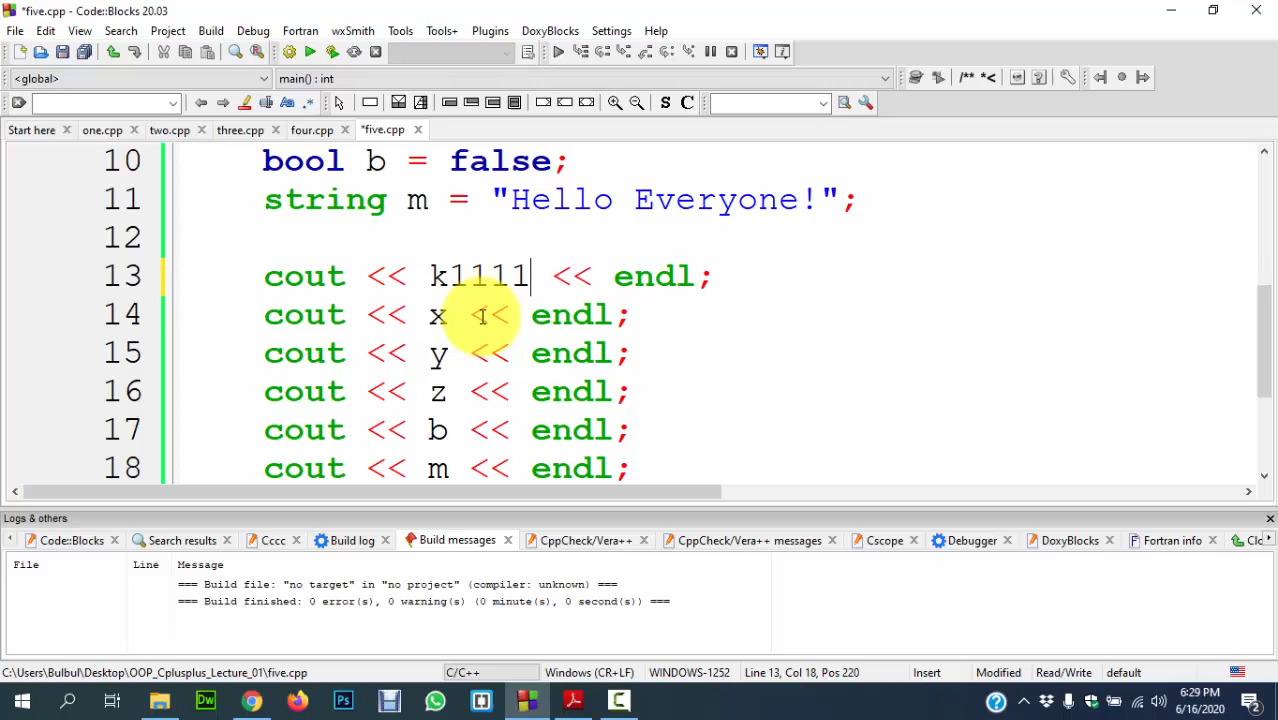 *five.cpp - Code::Blocks 20.03
File Edit View Search Project Build Debug Fortran wxSmith Tools Tools+ Plugins DoxyBlocks Settings Help
<global> main() : int /** *<
S C
Start here one.cpp two.cpp three.cpp four.cpp *five.cpp
10 bool b = false;
11 string m = "Hello Everyone!";
12
13 cout << k1111 << endl;
14 cout << x << endl;
15 cout << y << endl;
16 cout << z << endl;
17 cout << b << endl;
18 cout << m << endl;
Logs & others
Code::Blocks Search results Cccc Build log Build messages CppCheck/Vera++ CppCheck/Vera++ messages Cscope Debugger DoxyBlocks Fortran info Clo
File Line Message
=== Build file: "no target" in "no project" (compiler: unknown) ===
=== Build finished: 0 error(s), 0 warning(s) (0 minute(s), 0 second(s)) ===
C:\Users\Bulbul\Desktop\OOP_Cplusplus_Lecture_01\five.cpp C/C++ Windows (CR+LF) WINDOWS-1252 Line 13, Col 18, Pos 220 Insert Modified Read/Write default
Dw Ps 6:29 PM
6/16/2020 2